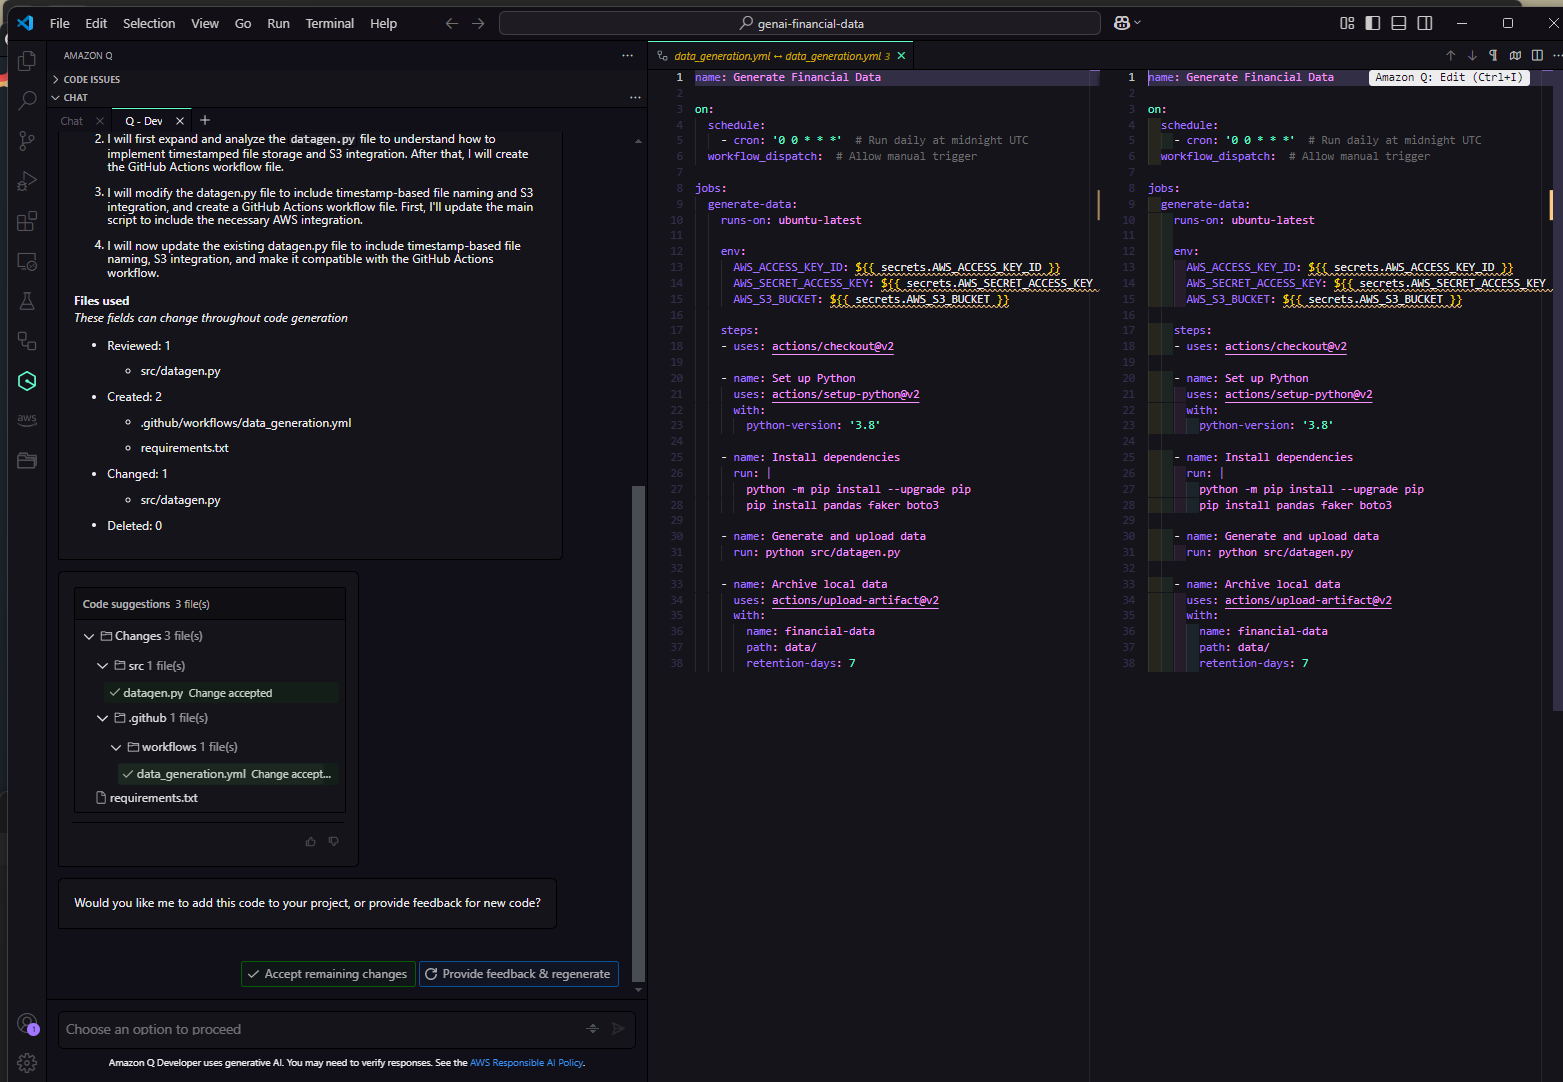 File Edit Selection View Go Run Terminal Help
genai-financial-data
AMAZON Q
CODE ISSUES
CHAT
Chat
Q - Dev
2. I will first expand and analyze the datagen.py file to understand how to
implement timestamped file storage and S3 integration. After that, I will create
the GitHub Actions workflow file.
3. I will modify the datagen.py file to include timestamp-based file naming and S3
integration, and create a GitHub Actions workflow file. First, I'll update the main
script to include the necessary AWS integration.
4. I will now update the existing datagen.py file to include timestamp-based file
naming, S3 integration, and make it compatible with the GitHub Actions
workflow.
Files used
These fields can change throughout code generation
• Reviewed: 1
src/datagen.py
• Created: 2
.github/workflows/data_generation.yml
requirements.txt
• Changed: 1
src/datagen.py
• Deleted: 0
Code suggestions 3 file(s)
Changes 3 file(s)
src 1 file(s)
datagen.py Change accepted
.github 1 file(s)
workflows 1 file(s)
data_generation.yml Change accept...
requirements.txt
Would you like me to add this code to your project, or provide feedback for new code?
Accept remaining changes
Provide feedback & regenerate
Choose an option to proceed
Amazon Q Developer uses generative AI. You may need to verify responses. See the AWS Responsible AI Policy.
aws
1
data_generation.yml ↔ data_generation.yml 3
1 name: Generate Financial Data
2
3 on:
4 schedule:
5 - cron: '0 0 * * *' # Run daily at midnight UTC
6 workflow_dispatch: # Allow manual trigger
7
8 jobs:
9 generate-data:
10 runs-on: ubuntu-latest
11
12 env:
13 AWS_ACCESS_KEY_ID: ${{ secrets.AWS_ACCESS_KEY_ID }}
14 AWS_SECRET_ACCESS_KEY: ${{ secrets.AWS_SECRET_ACCESS_KEY
15 AWS_S3_BUCKET: ${{ secrets.AWS_S3_BUCKET }}
16
17 steps:
18 - uses: actions/checkout@v2
19
20 - name: Set up Python
21 uses: actions/setup-python@v2
22 with:
23 python-version: '3.8'
24
25 - name: Install dependencies
26 run: |
27 python -m pip install --upgrade pip
28 pip install pandas faker boto3
29
30 - name: Generate and upload data
31 run: python src/datagen.py
32
33 - name: Archive local data
34 uses: actions/upload-artifact@v2
35 with:
36 name: financial-data
37 path: data/
38 retention-days: 7
1 name: Generate Financial Data
Amazon Q: Edit (Ctrl+I)
2
3 on:
4 schedule:
5 - cron: '0 0 * * *' # Run daily at midnight UTC
6 workflow_dispatch: # Allow manual trigger
7
8 jobs:
9 generate-data:
10 runs-on: ubuntu-latest
11
12 env:
13 AWS_ACCESS_KEY_ID: ${{ secrets.AWS_ACCESS_KEY_ID }}
14 AWS_SECRET_ACCESS_KEY: ${{ secrets.AWS_SECRET_ACCESS_KEY
15 AWS_S3_BUCKET: ${{ secrets.AWS_S3_BUCKET }}
16
17 steps:
18 - uses: actions/checkout@v2
19
20 - name: Set up Python
21 uses: actions/setup-python@v2
22 with:
23 python-version: '3.8'
24
25 - name: Install dependencies
26 run: |
27 python -m pip install --upgrade pip
28 pip install pandas faker boto3
29
30 - name: Generate and upload data
31 run: python src/datagen.py
32
33 - name: Archive local data
34 uses: actions/upload-artifact@v2
35 with:
36 name: financial-data
37 path: data/
38 retention-days: 7